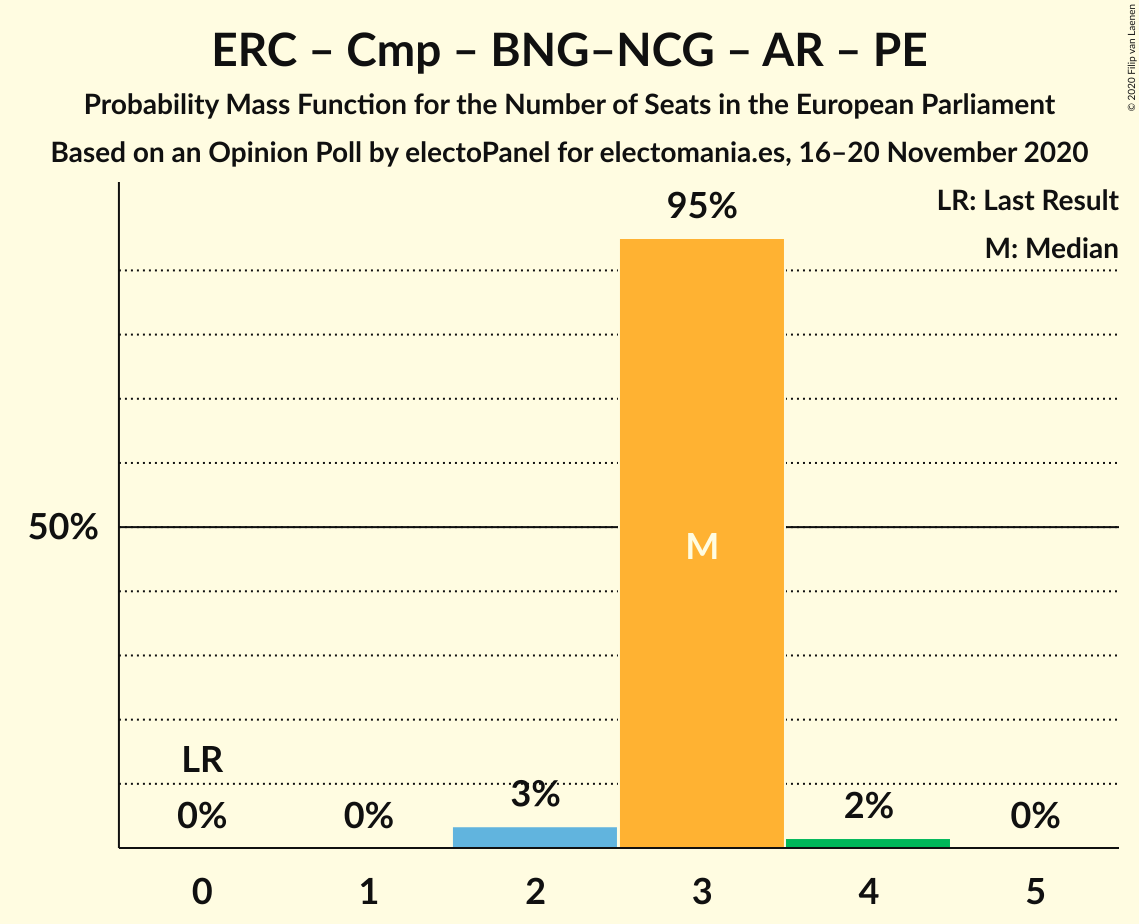 ERC – Cmp – BNG–NCG – AR – PE
Probability Mass Function for the Number of Seats in the European Parliament
Based on an Opinion Poll by electoPanel for electomania.es, 16–20 November 2020
© 2020 Filip van Laenen
LR: Last Result
M: Median
95%
50%
M
LR
0%
0%
3%
2%
0%
0
1
2
3
4
5